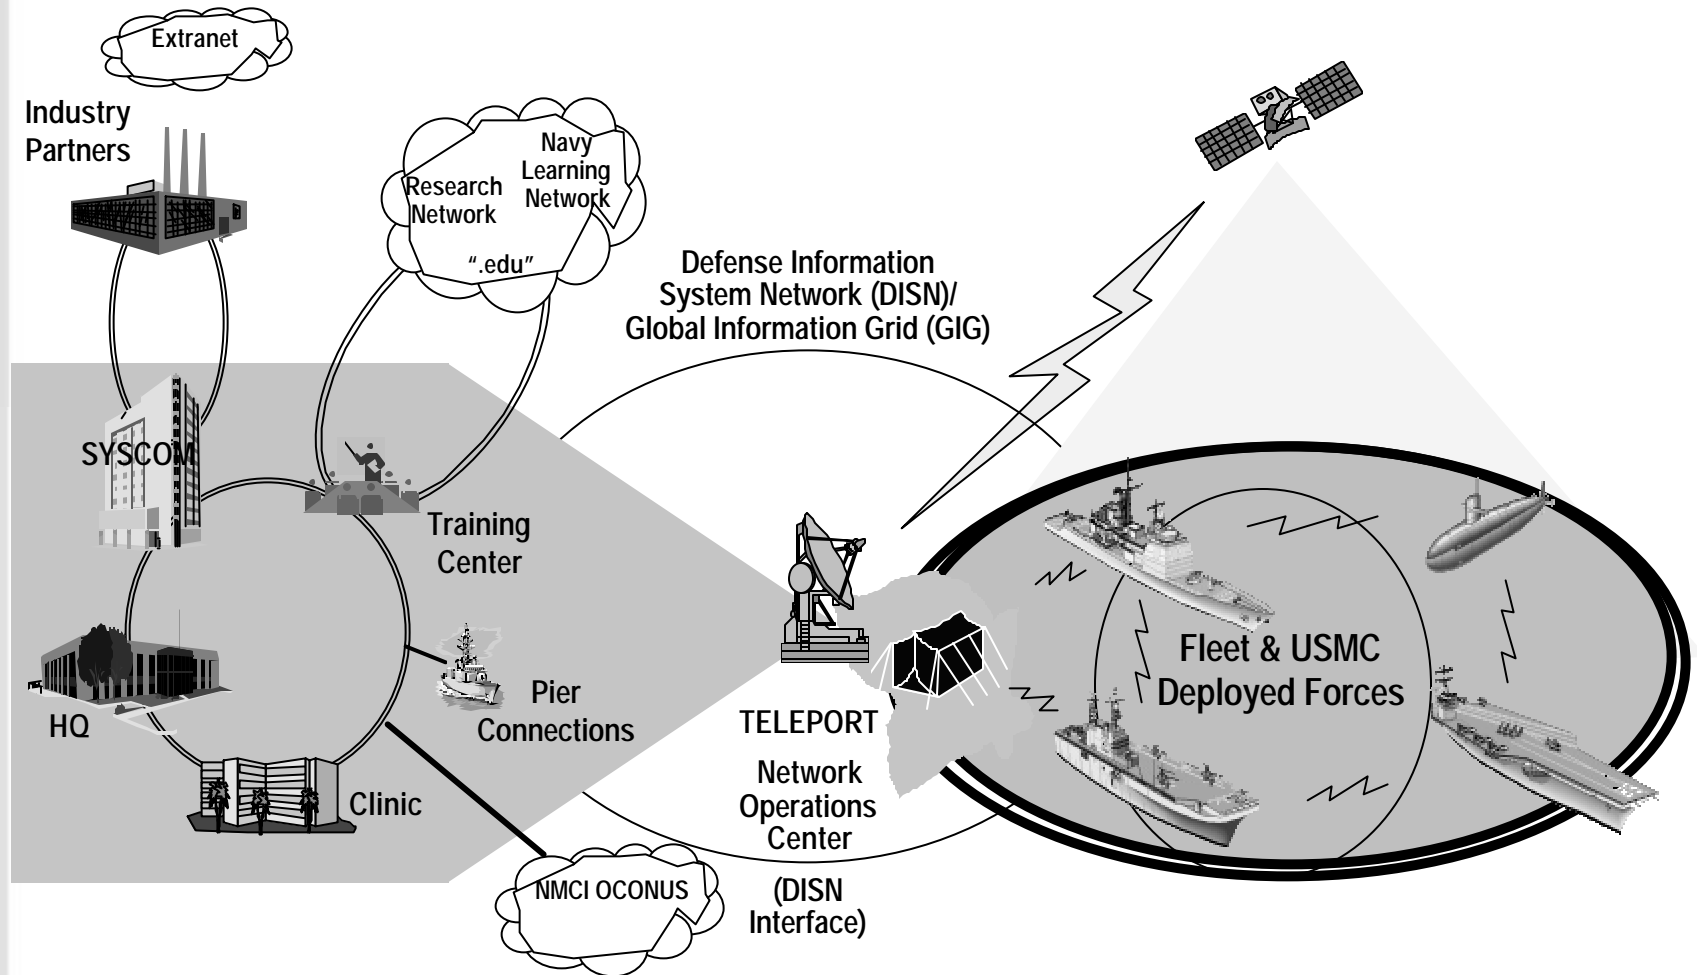 Extranet
Industry
Partners
Navy
Learning
Network
Research
Network
“.edu”
Defense Information
System Network (DISN)/
Global Information Grid (GIG)
SYSCOM
Training
Center
HQ
Pier
Connections
Clinic
NMCI OCONUS
TELEPORT
Network
Operations
Center
(DISN
Interface)
Fleet & USMC
Deployed Forces